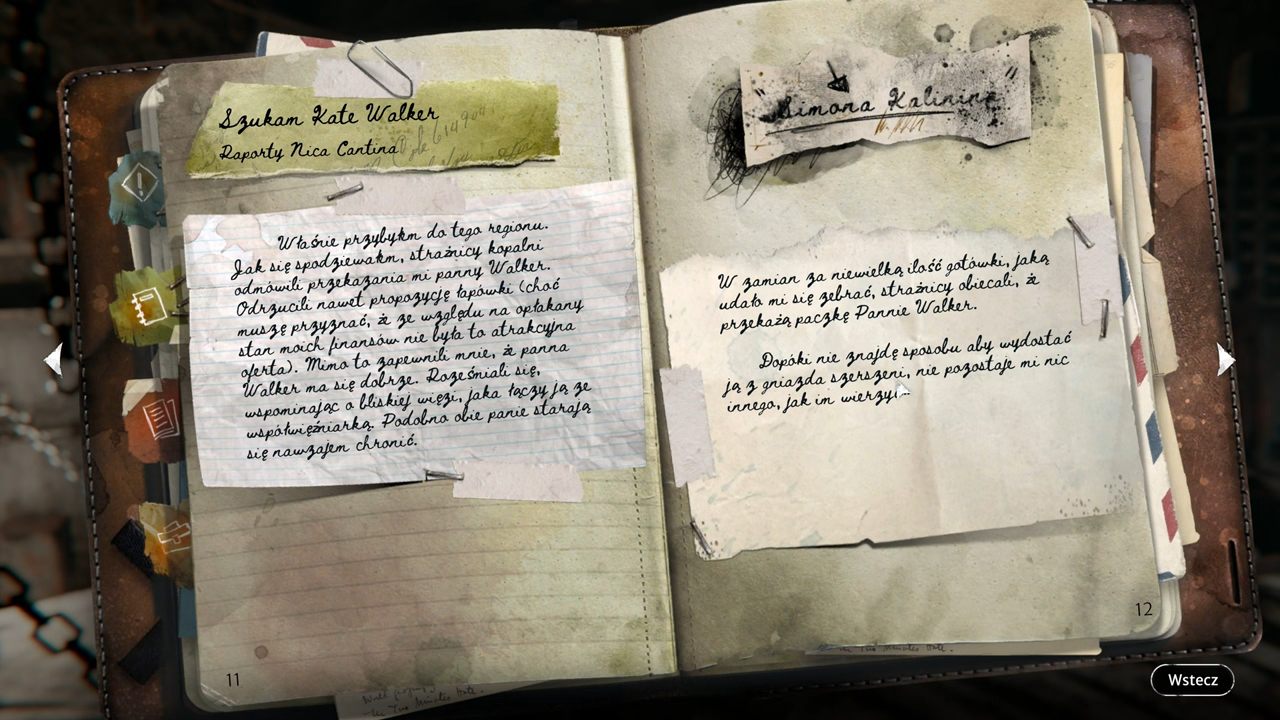 Szukam Kate Walker
Raporty Nica Cantina
Właśnie przybyłem do tego regionu.
Jak się spodziewałem, strażnicy kopalni
odmówili przekazania mi panny Walker.
Odrzucili nawet propozycję łapówki (choć
muszę przyznać, że ze względu na opłakany
stan moich finansów nie była to atrakcyjna
oferta). Mimo to zapewnili mnie, że panna
Walker ma się dobrze. Roześmiali się,
wspominając o bliskiej więzi, jaka łączy ją ze
współwięźniarką. Podobno obie panie starają
się nawzajem chronić.
11
Simona Kalinine
W zamian za niewielką ilość gotówki, jaką
udało mi się zebrać, strażnicy obiecali, że
przekażą paczkę Pannie Walker.
Dopóki nie znajdę sposobu aby wydostać
ją z gniazda szerszeni, nie pozostaje mi nic
innego, jak im wierzyć...
12
Wstecz